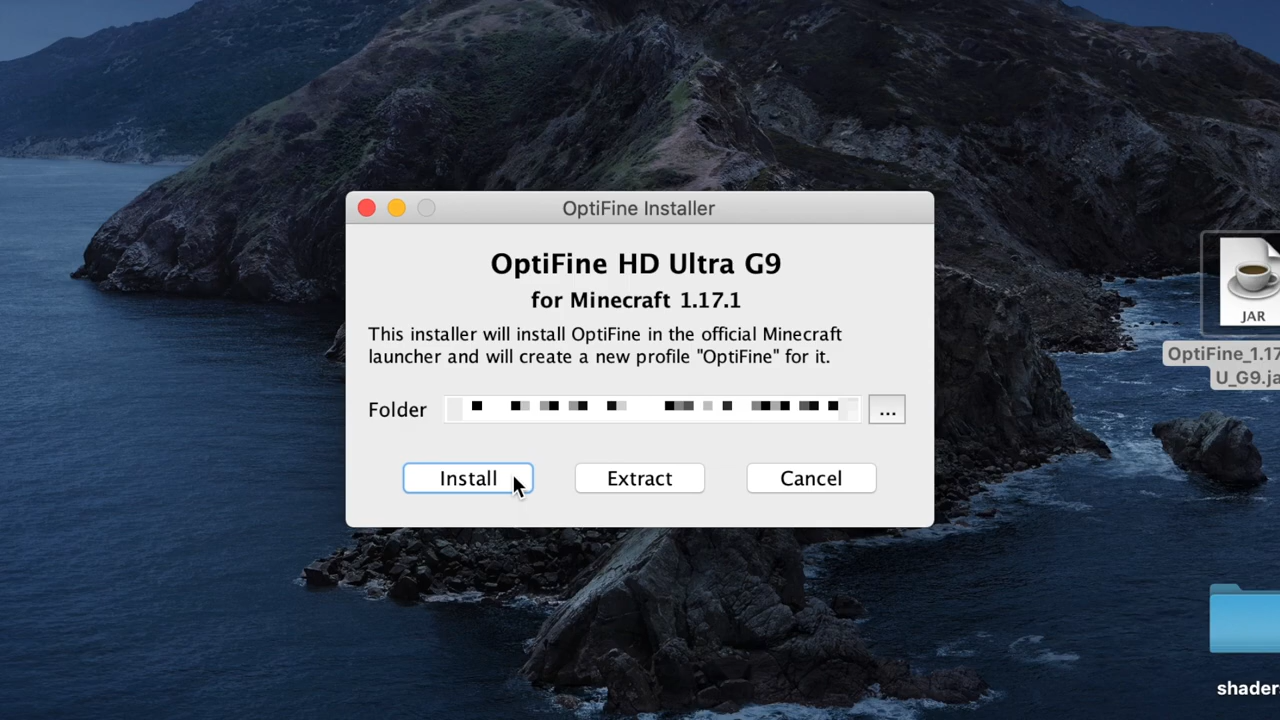 OptiFine Installer
OptiFine HD Ultra G9
for Minecraft 1.17.1
This installer will install OptiFine in the official Minecraft
launcher and will create a new profile "OptiFine" for it.
Folder
...
Install Extract Cancel
JAR
OptiFine_1.17
U_G9.ja
shader